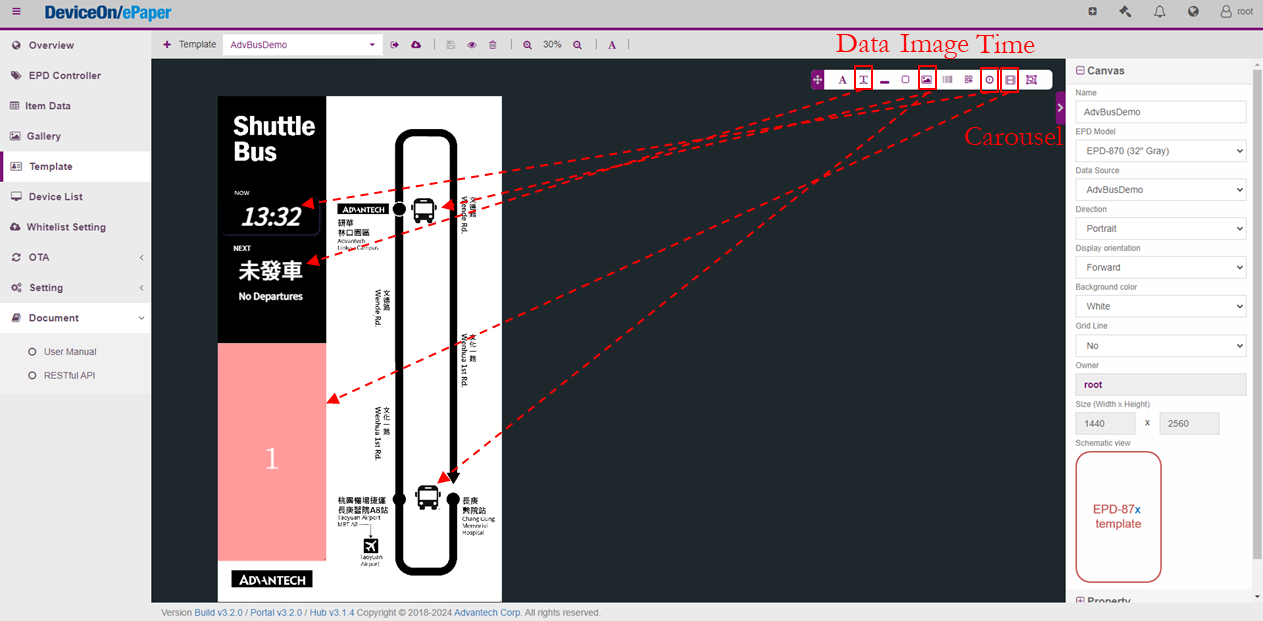 DeviceOn/ePaper
root
Overview
EPD Controller
Item Data
Gallery
Template
Device List
Whitelist Setting
OTA
Setting
Document
User Manual
RESTful API
Template
AdvBusDemo
30%
A
Data Image Time
A T
Carousel
Shuttle
Bus
NOW
13:32
NEXT
未發車
No Departures
1
ADVANTECH
ADVANTECH
研華
林口園區
Advantech
Linkou Campus
文德路
Wende Rd.
文德路
Wende Rd.
文化一路
Wenhua 1st Rd.
文化一路
Wenhua 1st Rd.
桃園機場捷運
長庚醫院A8站
Taoyuan Airport
MRT A8
Taoyuan
Airport
長庚
醫院站
Chang Gung
Memorial
Hospital
Canvas
Name
AdvBusDemo
EPD Model
EPD-870 (32" Gray)
Data Source
AdvBusDemo
Direction
Portrait
Display orientation
Forward
Background color
White
Grid Line
No
Owner
root
Size (Width x Height)
1440 x 2560
Schematic view
EPD-87x
template
Property
Version Build v3.2.0 / Portal v3.2.0 / Hub v3.1.4 Copyright © 2018-2024 Advantech Corp. All rights reserved.